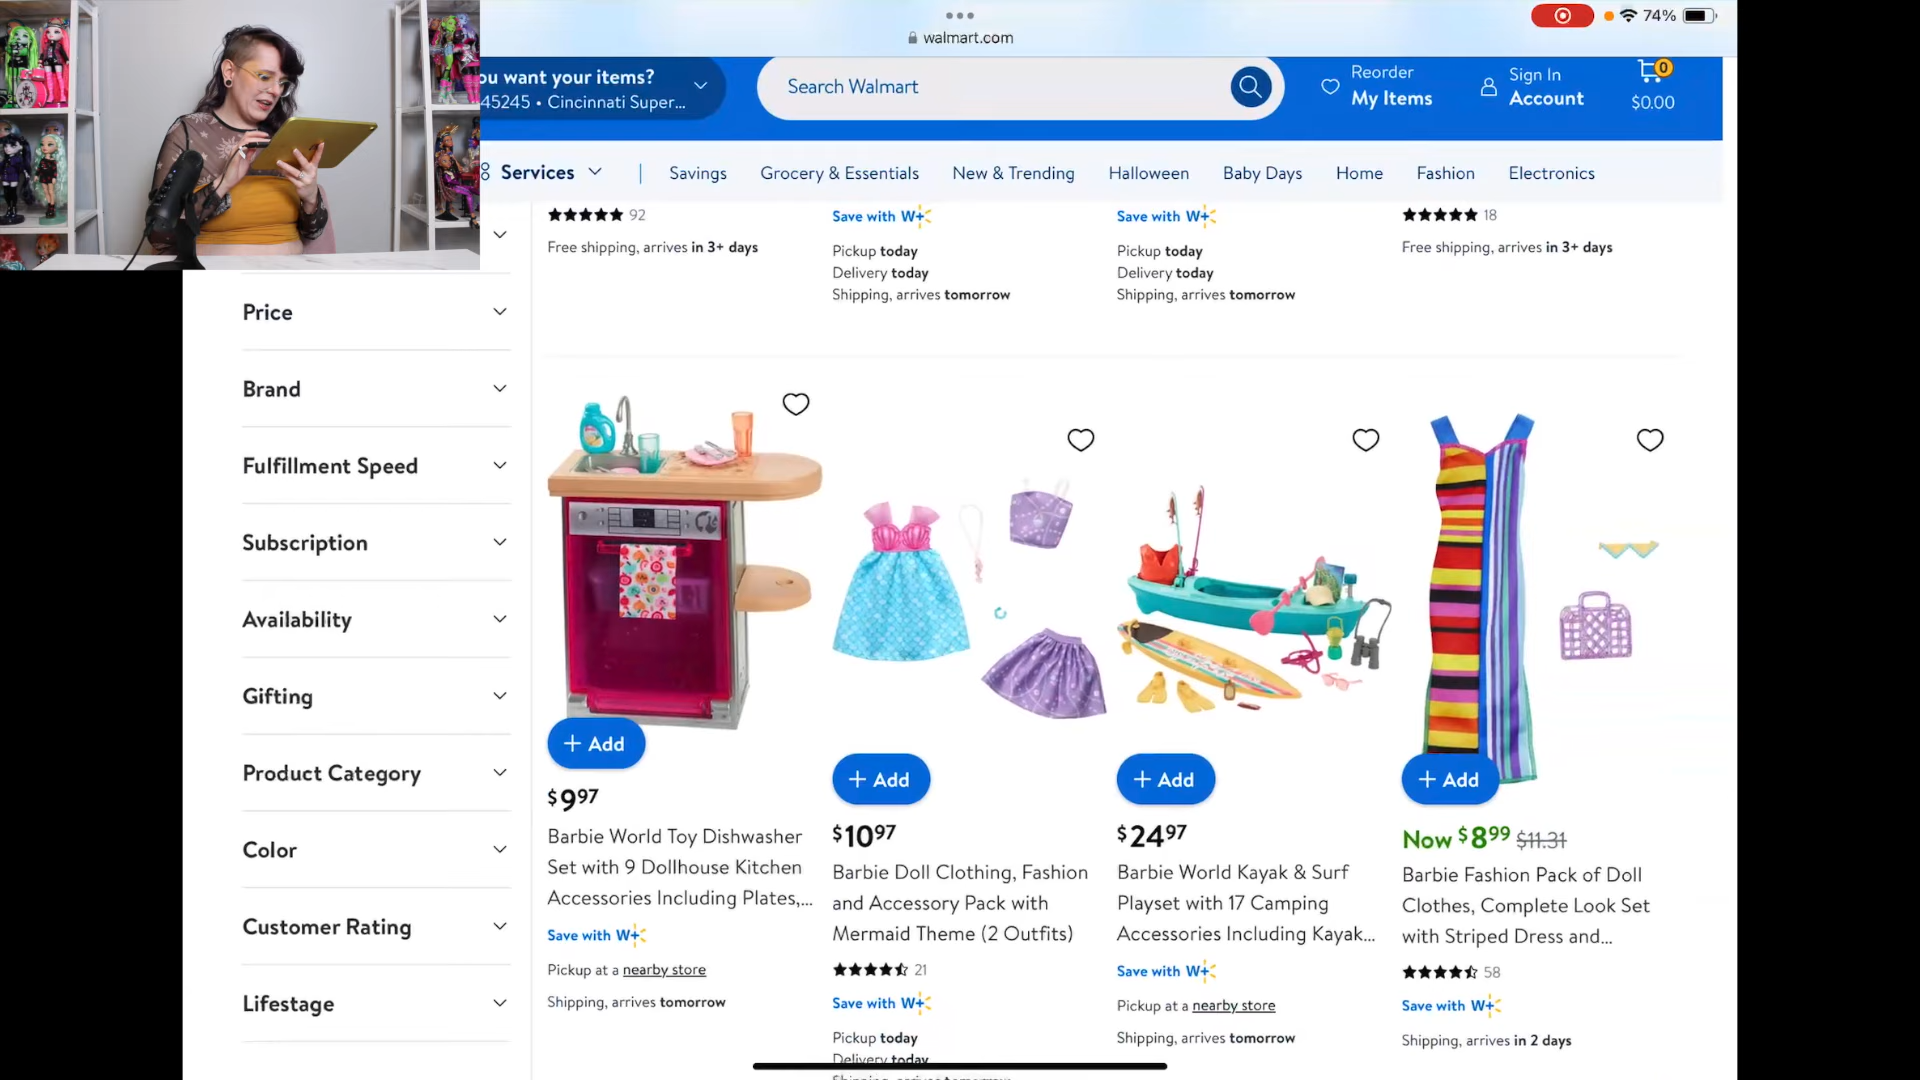 walmart.com
74%
ou want your items?
45245 • Cincinnati Super...
Search Walmart
Reorder
My Items
Sign In
Account
0
$0.00
Services
Savings
Grocery & Essentials
New & Trending
Halloween
Baby Days
Home
Fashion
Electronics
92
Free shipping, arrives in 3+ days
Save with W+
Pickup today
Delivery today
Shipping, arrives tomorrow
Save with W+
Pickup today
Delivery today
Shipping, arrives tomorrow
18
Free shipping, arrives in 3+ days
Price
Brand
Fulfillment Speed
Subscription
Availability
Gifting
Product Category
Color
Customer Rating
Lifestage
+ Add
$9.97
Barbie World Toy Dishwasher
Set with 9 Dollhouse Kitchen
Accessories Including Plates,...
Save with W+
Pickup at a nearby store
Shipping, arrives tomorrow
+ Add
$10.97
Barbie Doll Clothing, Fashion
and Accessory Pack with
Mermaid Theme (2 Outfits)
21
Save with W+
Pickup today
Delivery today
Shipping, arrives tomorrow
+ Add
$24.97
Barbie World Kayak & Surf
Playset with 17 Camping
Accessories Including Kayak...
Save with W+
Pickup at a nearby store
Shipping, arrives tomorrow
+ Add
Now $8.99 $11.31
Barbie Fashion Pack of Doll
Clothes, Complete Look Set
with Striped Dress and...
58
Save with W+
Shipping, arrives in 2 days